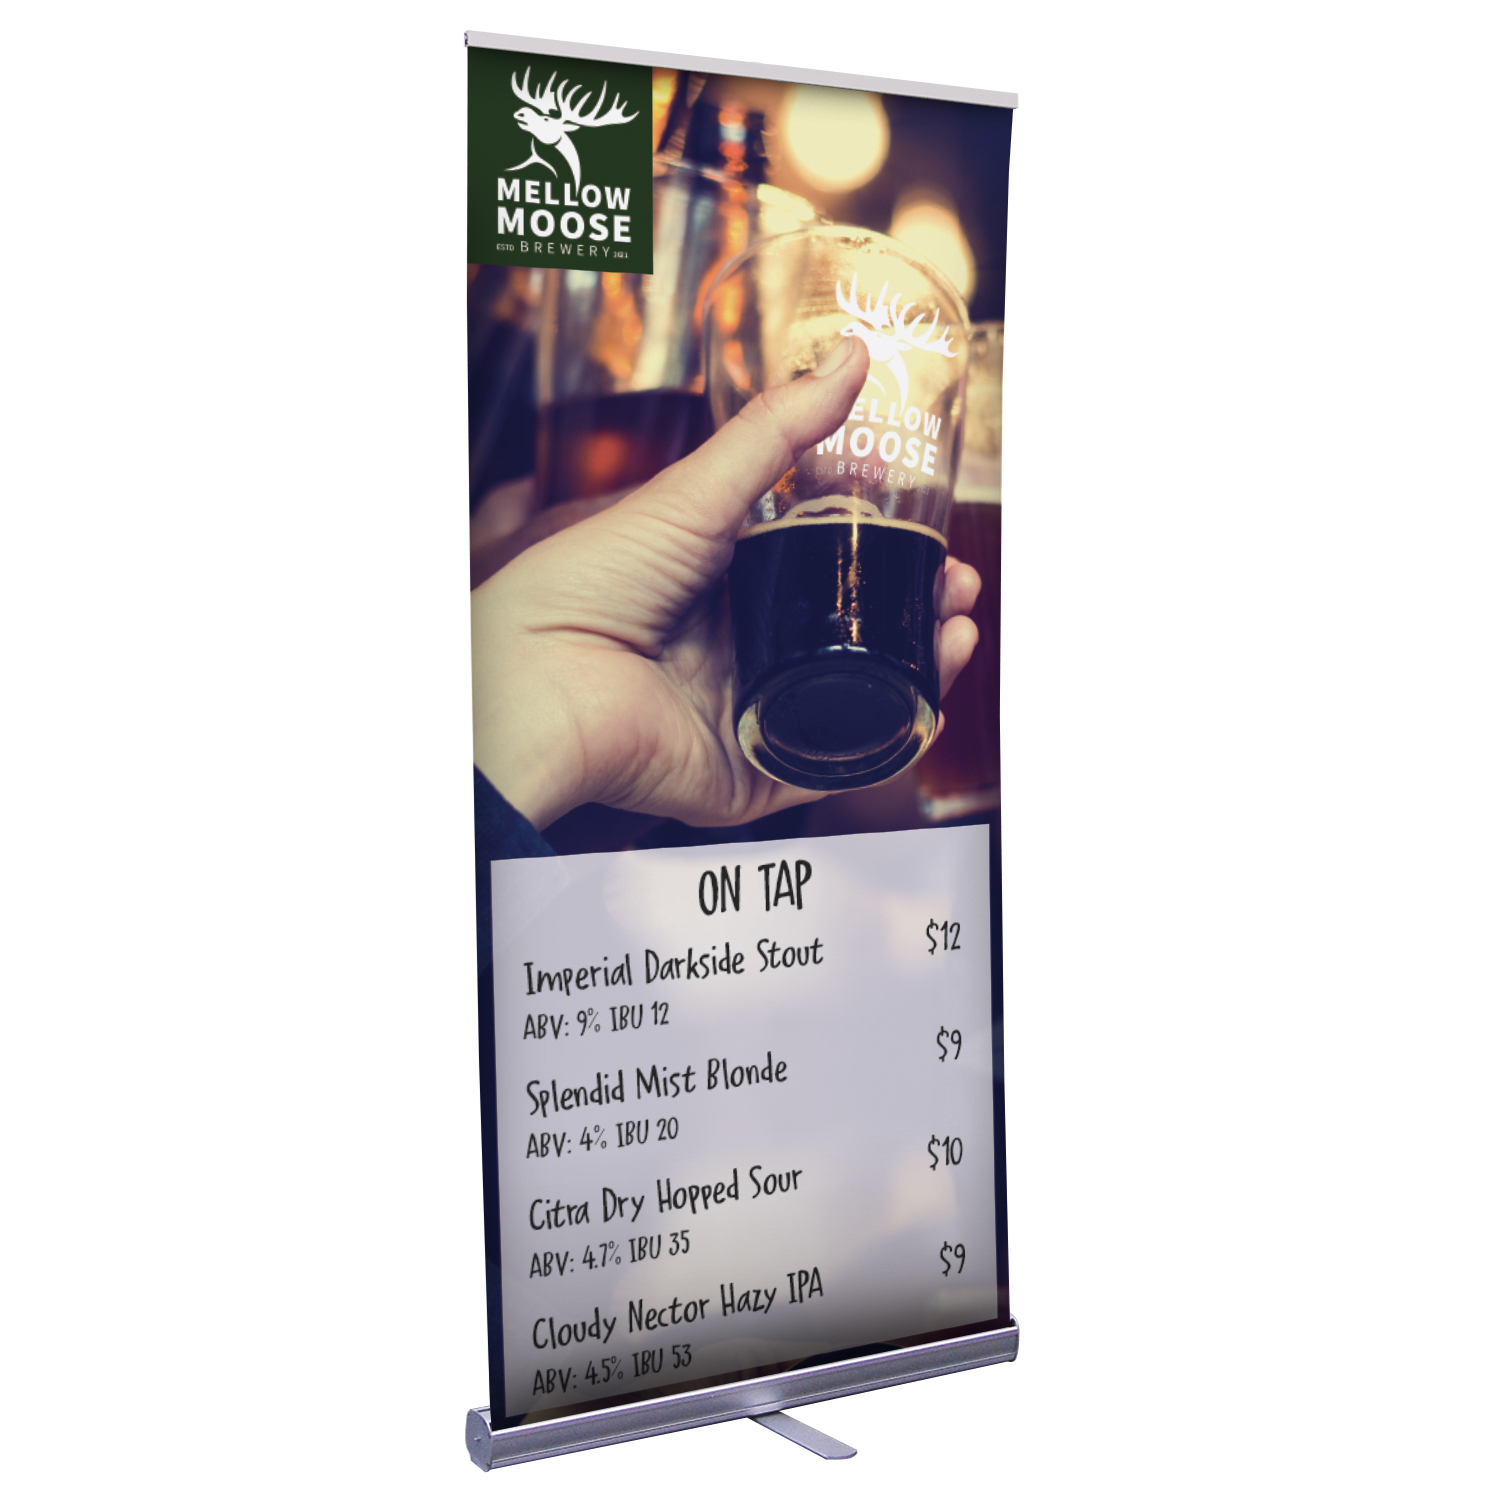 MELLOW
MOOSE
ESTD BREWERY 2021
ELLOW
MOOSE
BREWERY
ON TAP
Imperial Darkside Stout $12
ABV: 9% IBU 12
Splendid Mist Blonde $9
ABV: 4% IBU 20
Citra Dry Hopped Sour $10
ABV: 4.7% IBU 35
Cloudy Nector Hazy IPA $9
ABV: 4.5% IBU 53